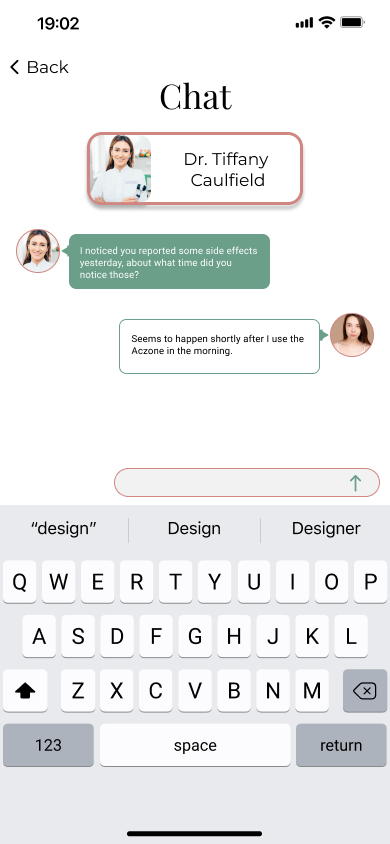 19:02
Back
Chat
Dr. Tiffany
Caulfield
I noticed you reported some side effects
yesterday, about what time did you
notice those?
Seems to happen shortly after I use the
Aczone in the morning.
“design” Design Designer
Q W E R T Y U I O P
A S D F G H J K L
Z X C V B N M
123 space return